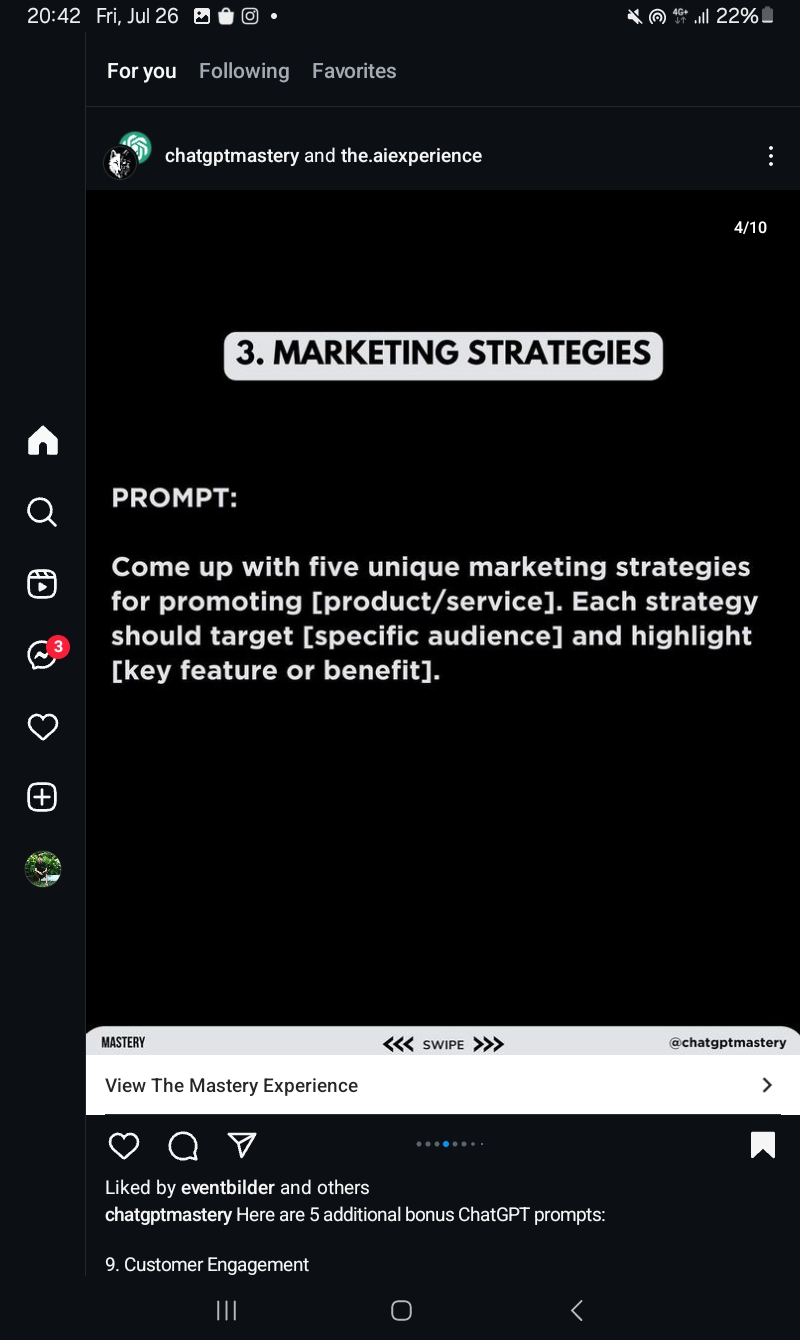 20:42 Fri, Jul 26
4G+ 22%
For you Following Favorites
chatgptmastery and the.aiexperience
4/10
3. MARKETING STRATEGIES
PROMPT:
Come up with five unique marketing strategies
for promoting [product/service]. Each strategy
should target [specific audience] and highlight
[key feature or benefit].
3
MASTERY
<<< SWIPE >>>
@chatgptmastery
View The Mastery Experience
Liked by eventbilder and others
chatgptmastery Here are 5 additional bonus ChatGPT prompts:
9. Customer Engagement